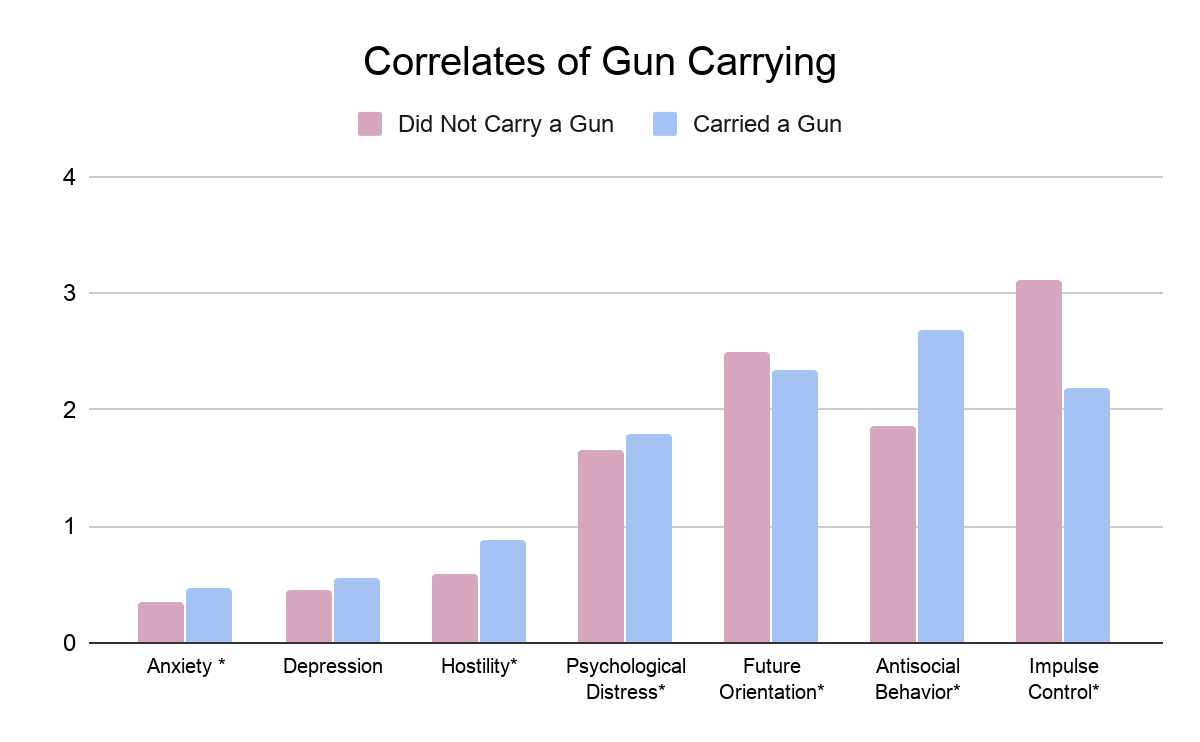 Correlates of Gun Carrying
Did Not Carry a Gun Carried a Gun
4
3
2
1
0
Anxiety * Depression Hostility* Psychological Distress* Future Orientation* Antisocial Behavior* Impulse Control*